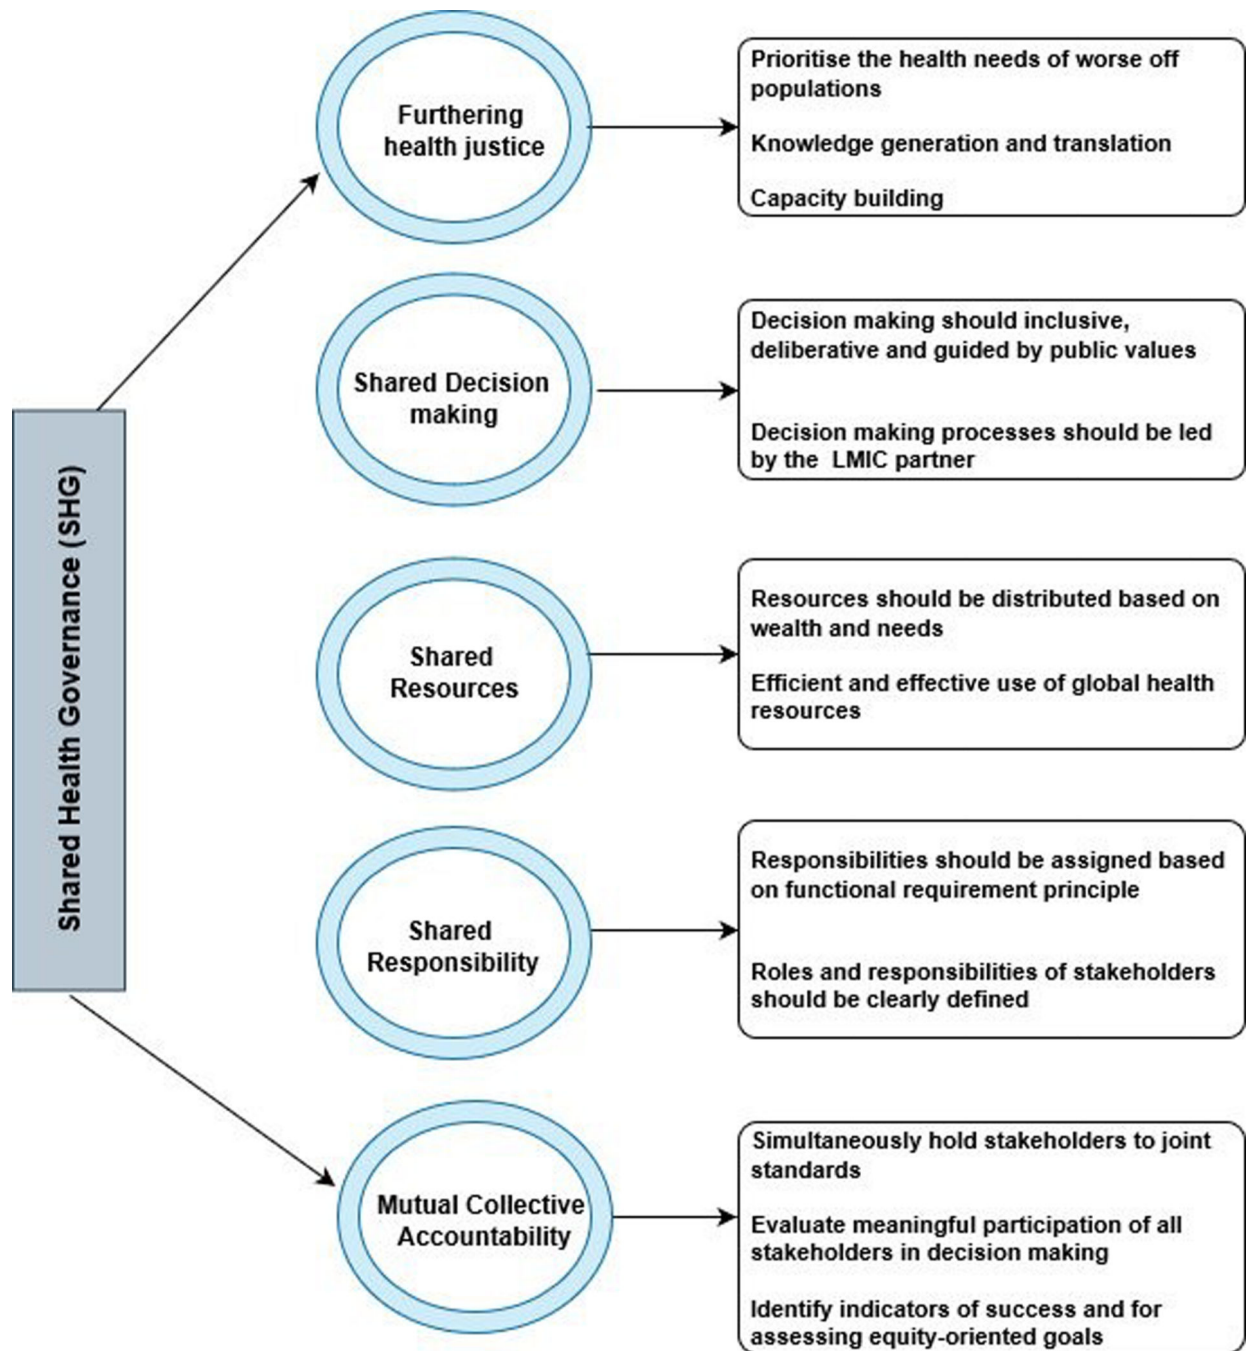 Shared Health Governance (SHG)
Furthering
health justice
Prioritise the health needs of worse off
populations
Knowledge generation and translation
Capacity building
Shared Decision
making
Decision making should inclusive,
deliberative and guided by public values
Decision making processes should be led
by the LMIC partner
Shared
Resources
Resources should be distributed based on
wealth and needs
Efficient and effective use of global health
resources
Shared
Responsibility
Responsibilities should be assigned based
on functional requirement principle
Roles and responsibilities of stakeholders
should be clearly defined
Mutual Collective
Accountability
Simultaneously hold stakeholders to joint
standards
Evaluate meaningful participation of all
stakeholders in decision making
Identify indicators of success and for
assessing equity-oriented goals